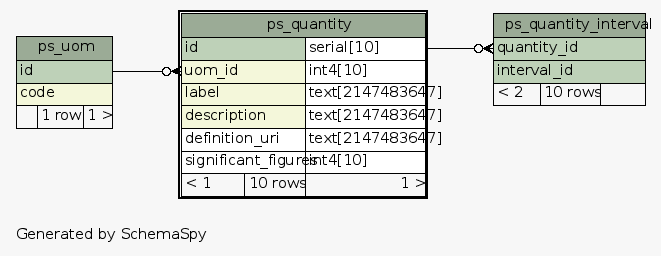 ps_uom
id
code
1 row 1 >
ps_quantity
id serial[10]
uom_id int4[10]
label text[2147483647]
description text[2147483647]
definition_uri text[2147483647]
significant_figures int4[10]
< 1 10 rows 1 >
ps_quantity_interval
quantity_id
interval_id
< 2 10 rows
Generated by SchemaSpy